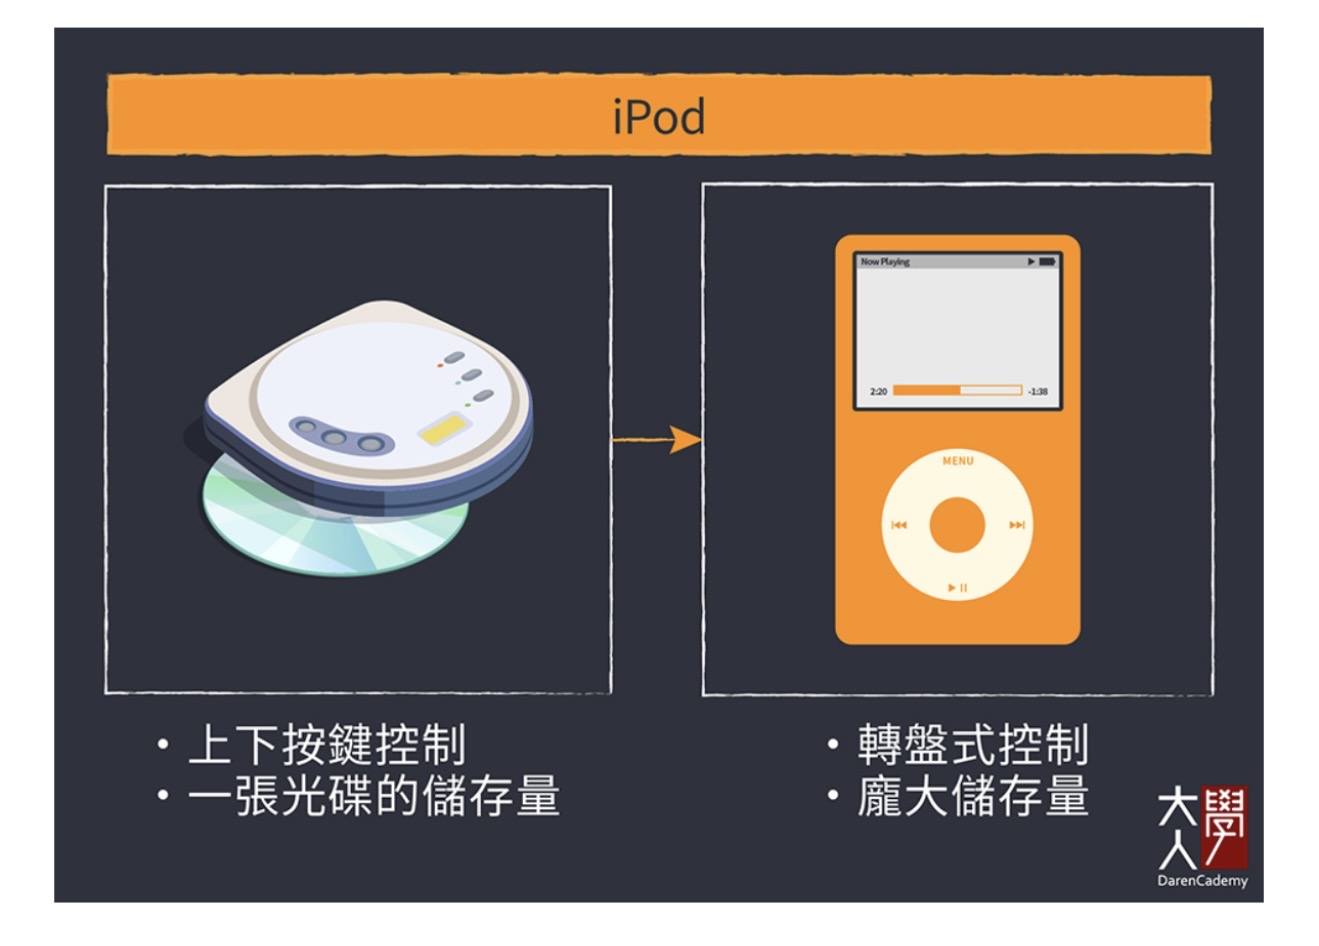 iPod
Now Playing
2:20
-1:38
MENU
• 上下按鍵控制
• 一張光碟的儲存量
• 轉盤式控制
• 龐大儲存量
大學
人
DarenCademy